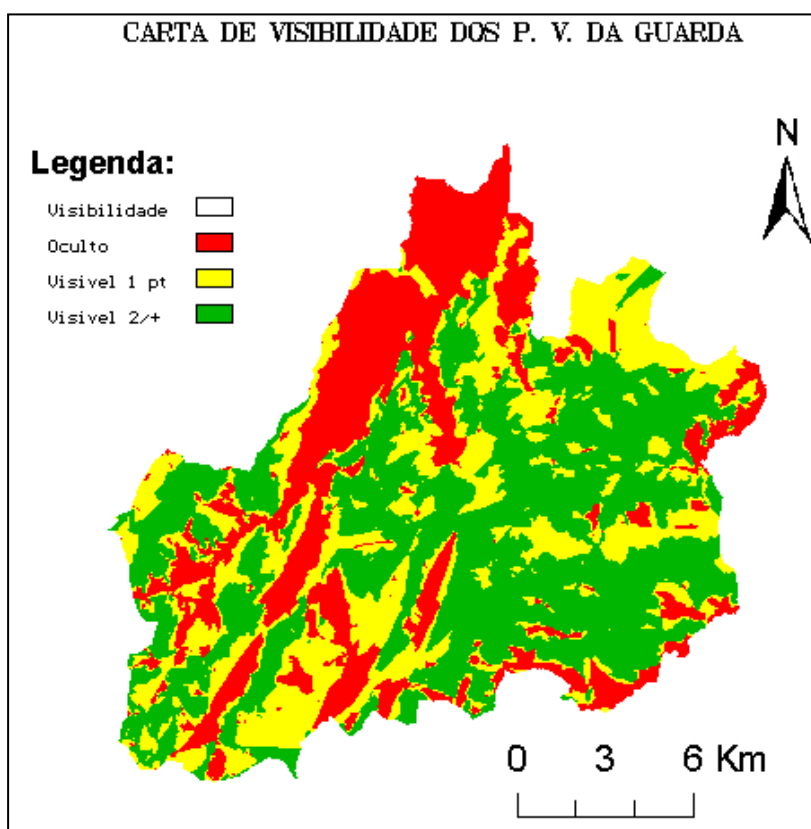 CARTA DE VISIBILIDADE DOS P. V. DA GUARDA
N
Legenda:
Visibilidade
Oculto
Visivel 1 pt
Visivel 2/+
0 3 6 Km